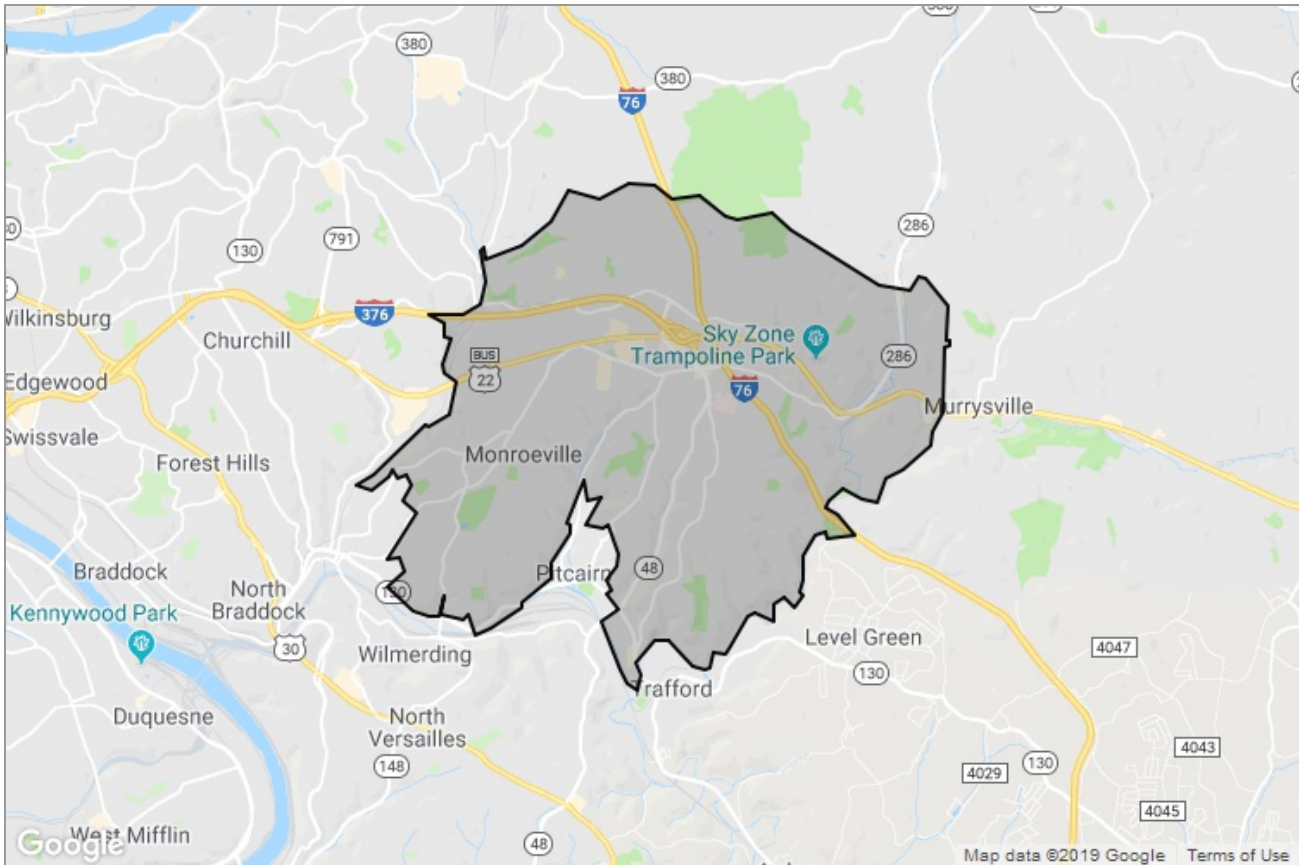 380
380
76
286
130
791
376
Wilkinsburg
Churchill
Sky Zone
Trampoline Park
286
BUS
22
76
Edgewood
Murrysville
Swissvale
Forest Hills
Monroeville
Braddock
Pitcairn
48
North
Braddock
130
Kennywood Park
30
Wilmerding
Level Green
4047
130
Trafford
Duquesne
North
Versailles
148
4043
130
4029
4045
West Mifflin
48
Google
Map data ©2019 Google
Terms of Use